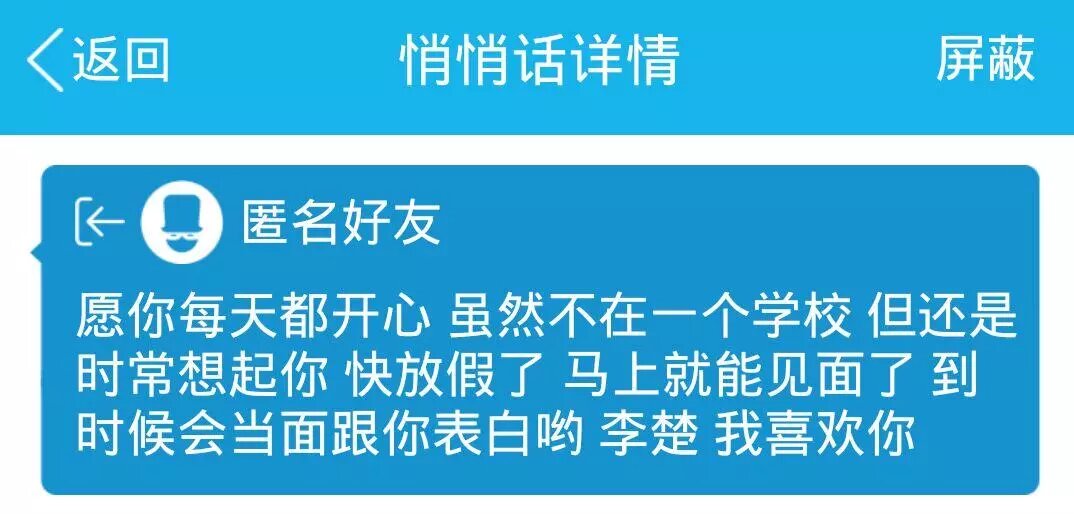 返回 悄悄话详情 屏蔽
匿名好友
愿你每天都开心 虽然不在一个学校 但还是
时常想起你 快放假了 马上就能见面了 到
时候会当面跟你表白哟 李楚 我喜欢你